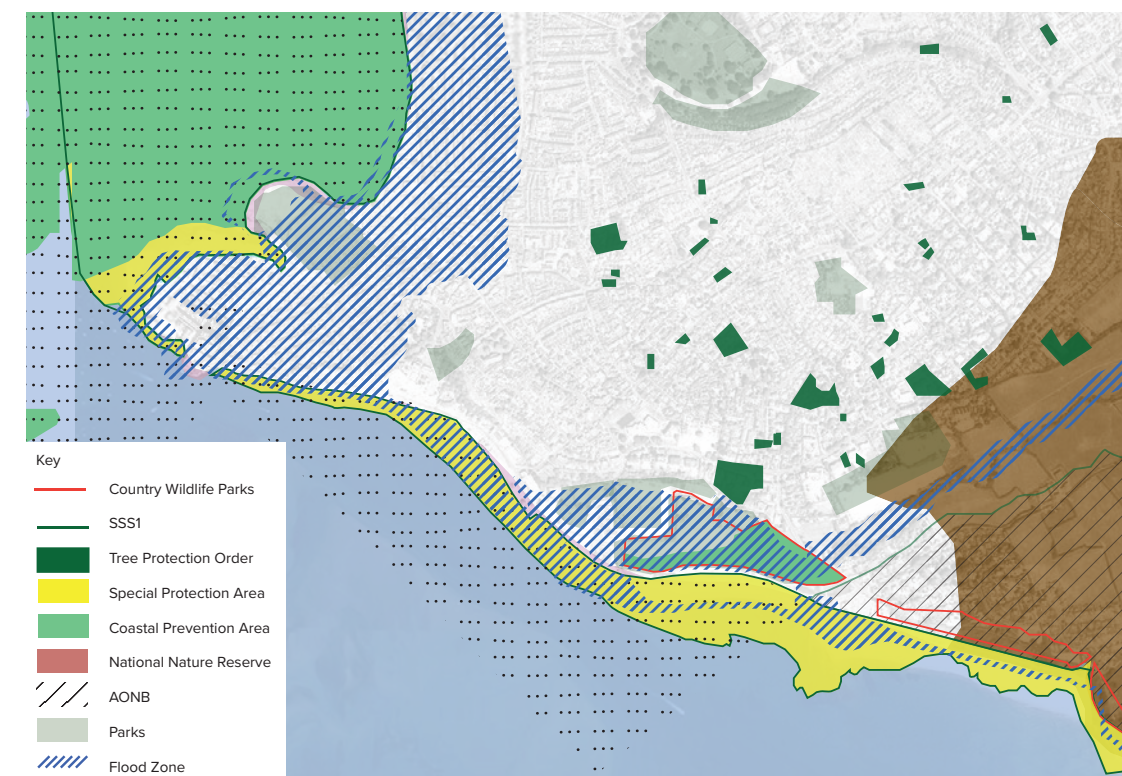 Key
Country Wildlife Parks
SSS1
Tree Protection Order
Special Protection Area
Coastal Prevention Area
National Nature Reserve
AONB
Parks
Flood Zone